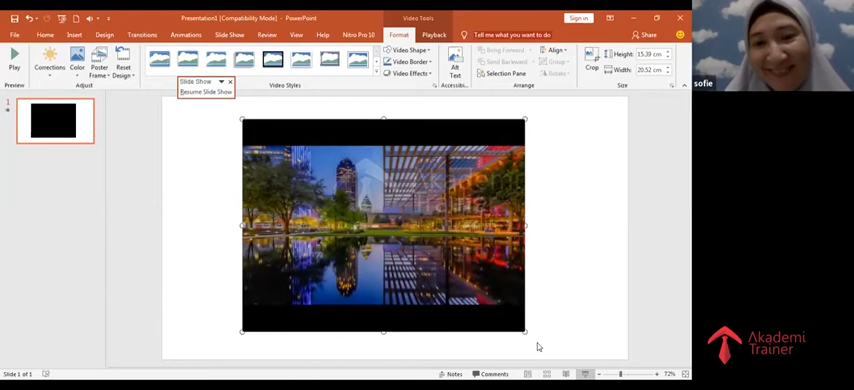 Presentation1 [Compatibility Mode] - PowerPoint
Video Tools
Sign in
File Home Insert Design Transitions Animations Slide Show Review View Help Nitro Pro 10 Format Playback Tell me what you want to do Share
Play
Corrections
Color
Poster Frame
Reset Design
Video Shape
Video Border
Video Effects
Alt Text
Bring Forward
Send Backward
Selection Pane
Align
Group
Rotate
Crop
Height: 15.39 cm
Width: 20.52 cm
Preview
Adjust
Video Styles
Accessibili...
Arrange
Size
Slide Show
Resume Slide Show
1
Akademi
Trainer
sofie
Akademi
Trainer
Slide 1 of 1
Notes
Comments
72%